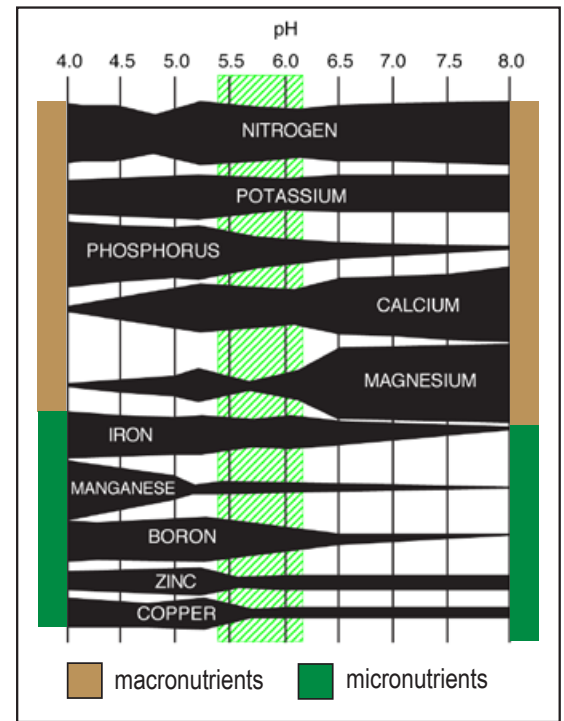 pH
4.0 4.5 5.0 5.5 6.0 6.5 7.0 7.5 8.0
NITROGEN
POTASSIUM
PHOSPHORUS
CALCIUM
MAGNESIUM
IRON
MANGANESE
BORON
ZINC
COPPER
macronutrients micronutrients